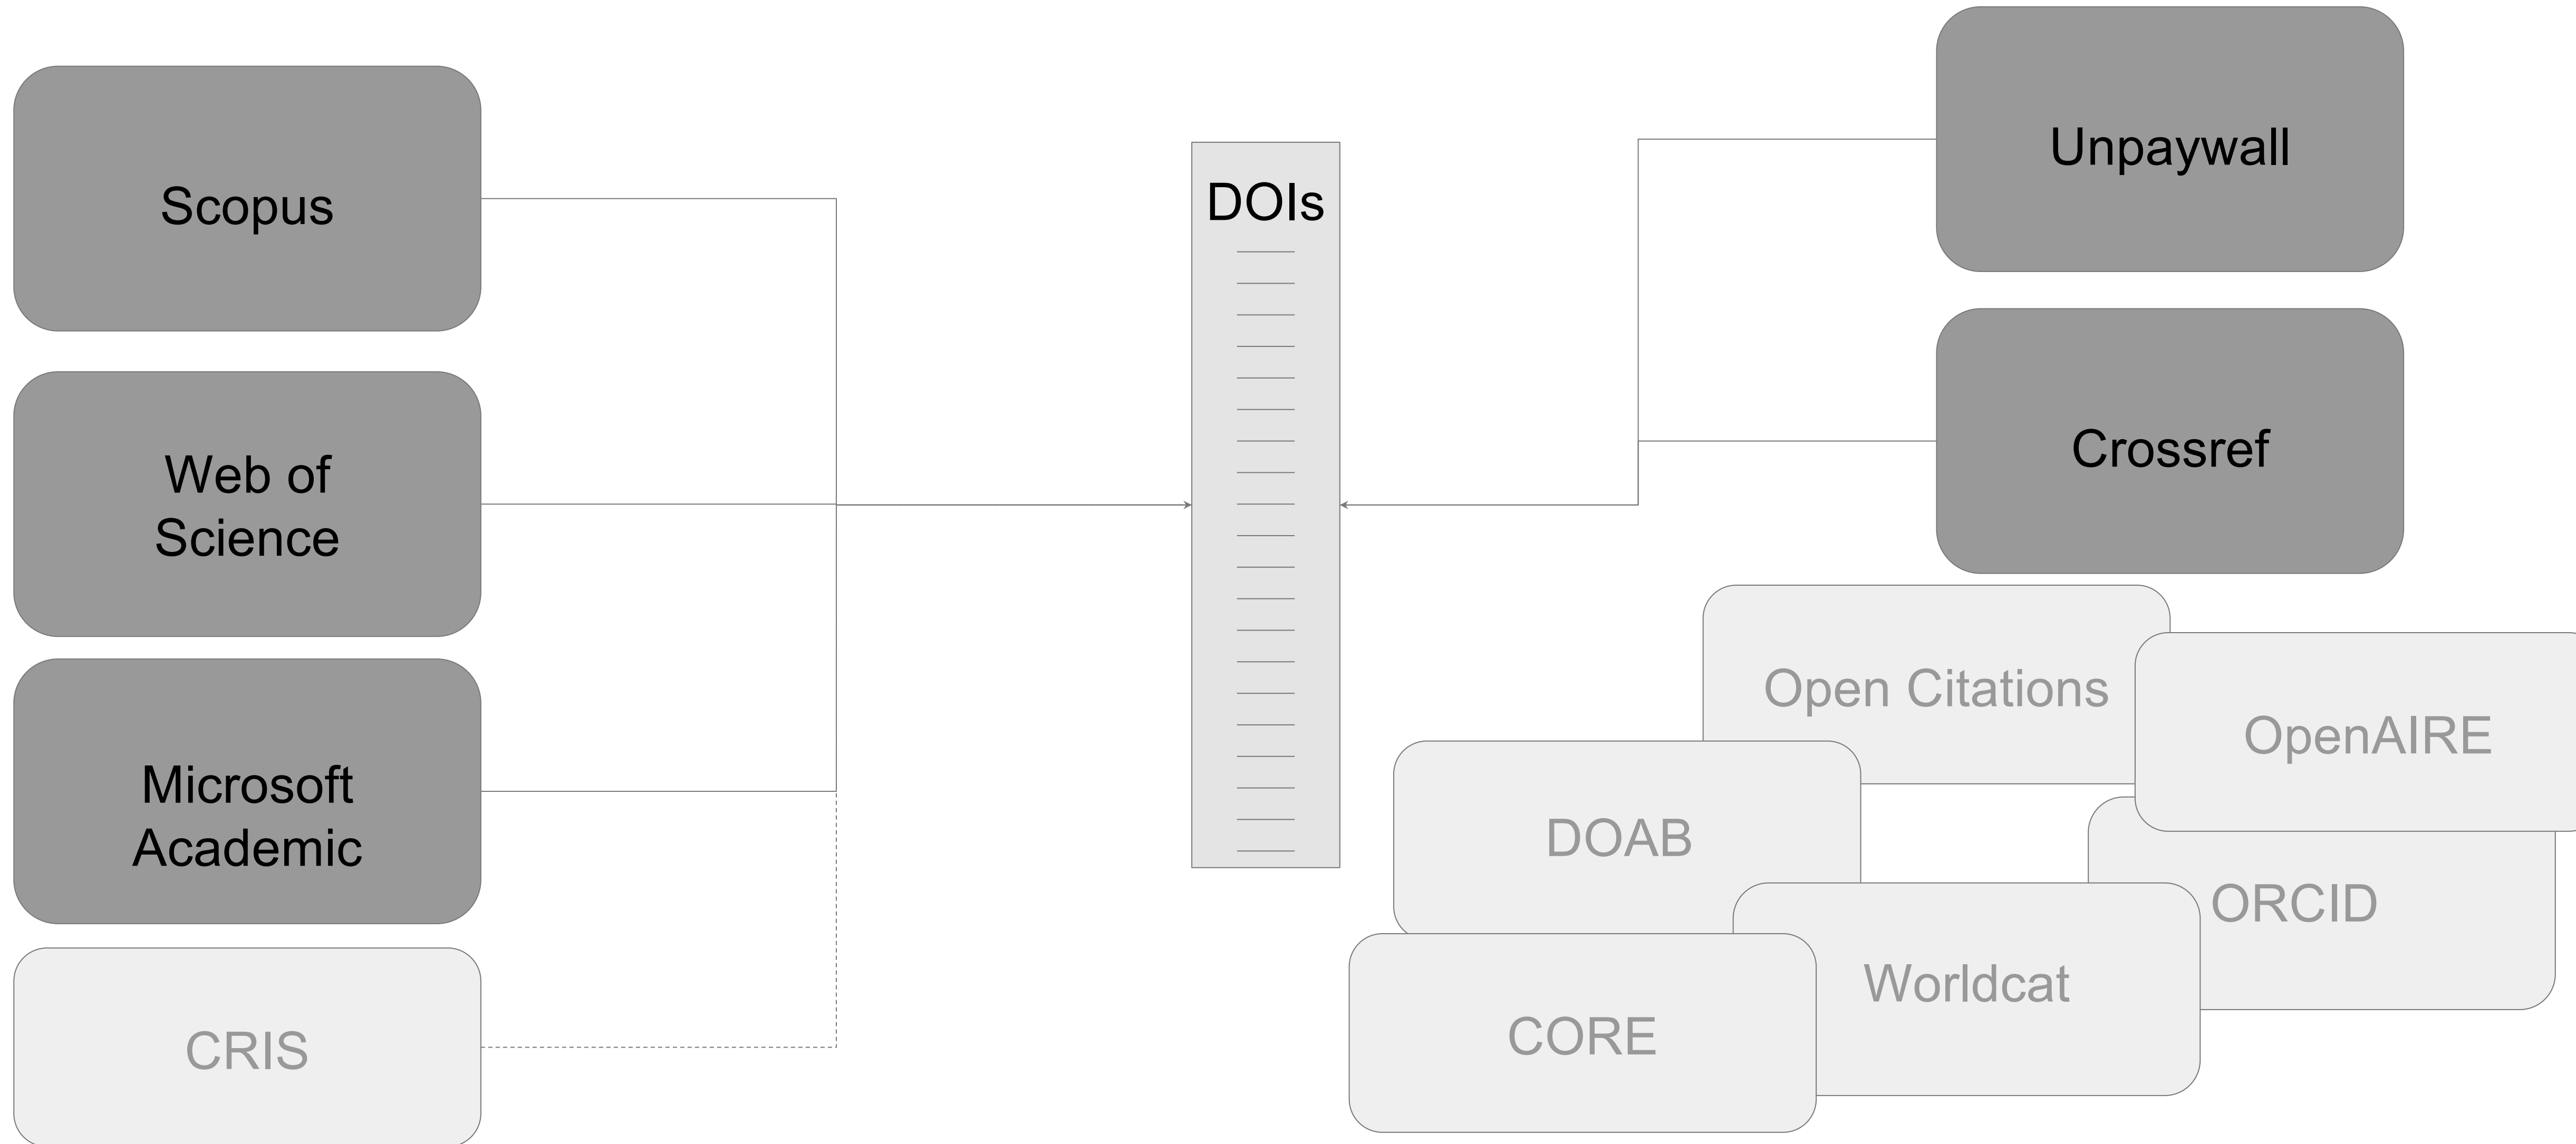 Scopus
Web of
Science
Microsoft
Academic
CRIS
DOIs
Unpaywall
Crossref
Open Citations
OpenAIRE
DOAB
ORCID
Worldcat
CORE